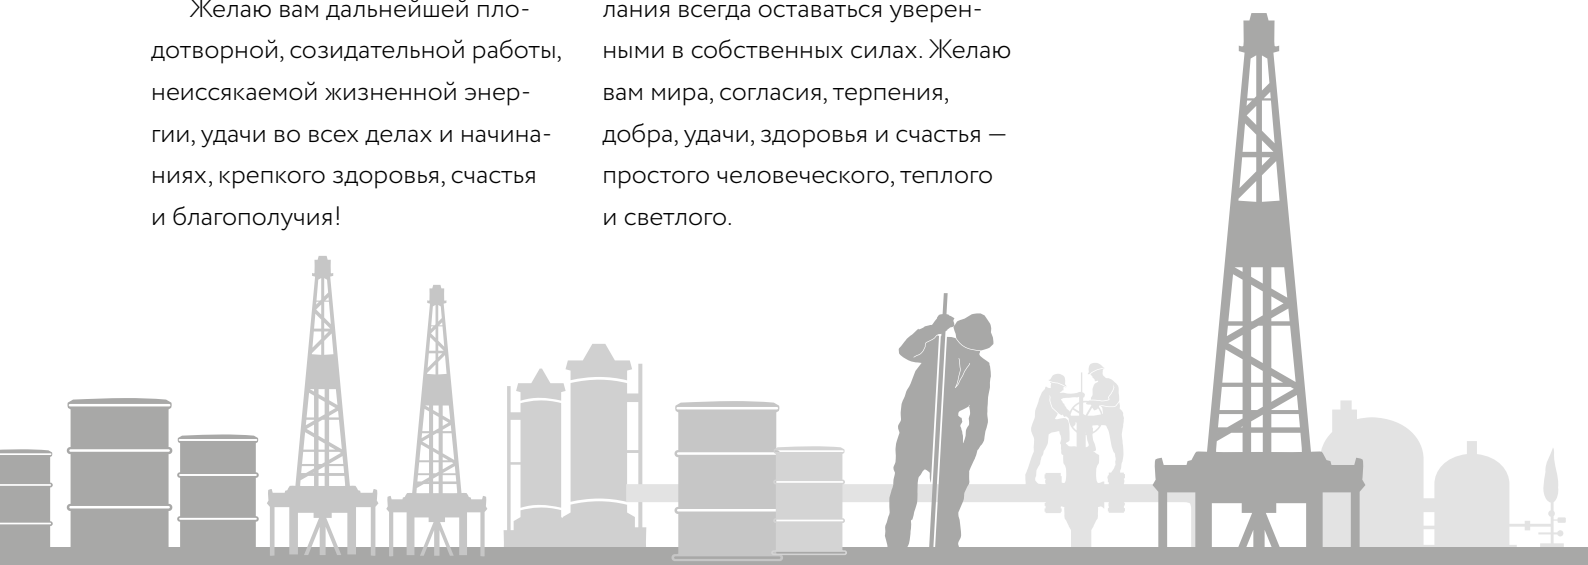 Желаю вам дальнейшей пло-
дотворной, созидательной работы,
неиссякаемой жизненной энер-
гии, удачи во всех делах и начина-
ниях, крепкого здоровья, счастья
и благополучия!
лания всегда оставаться уверен-
ными в собственных силах. Желаю
вам мира, согласия, терпения,
добра, удачи, здоровья и счастья —
простого человеческого, теплого
и светлого.